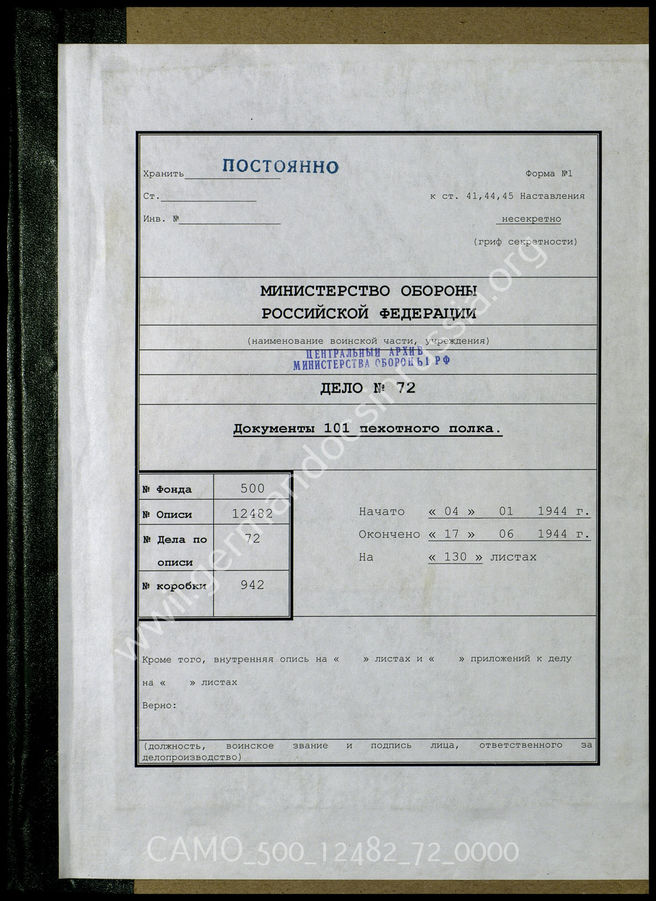 Хранить ПОСТОЯННО
Форма №1
Ст.
к ст. 41,44,45 Наставления
Инв. №
несекретно
(гриф секретности)
МИНИСТЕРСТВО ОБОРОНЫ
РОССИЙСКОЙ ФЕДЕРАЦИИ
(наименование воинской части, учреждения)
ЦЕНТРАЛЬНЫЙ АРХИВ
МИНИСТЕРСТВА ОБОРОНЫ РФ
ДЕЛО № 72
Документы 101 пехотного полка.
№ Фонда 500
№ Описи 12482
№ Дела по описи 72
№ коробки 942
Начато « 04 » 01 1944 г.
Окончено « 17 » 06 1944 г.
На « 130 » листах
Кроме того, внутренняя опись на « » листах и « » приложений к делу
на « » листах
Верно:
(должность, воинское звание и подпись лица, ответственного за
делопроизводство)
www.germandocsinrussia.org
CAMO_500_12482_72_0000